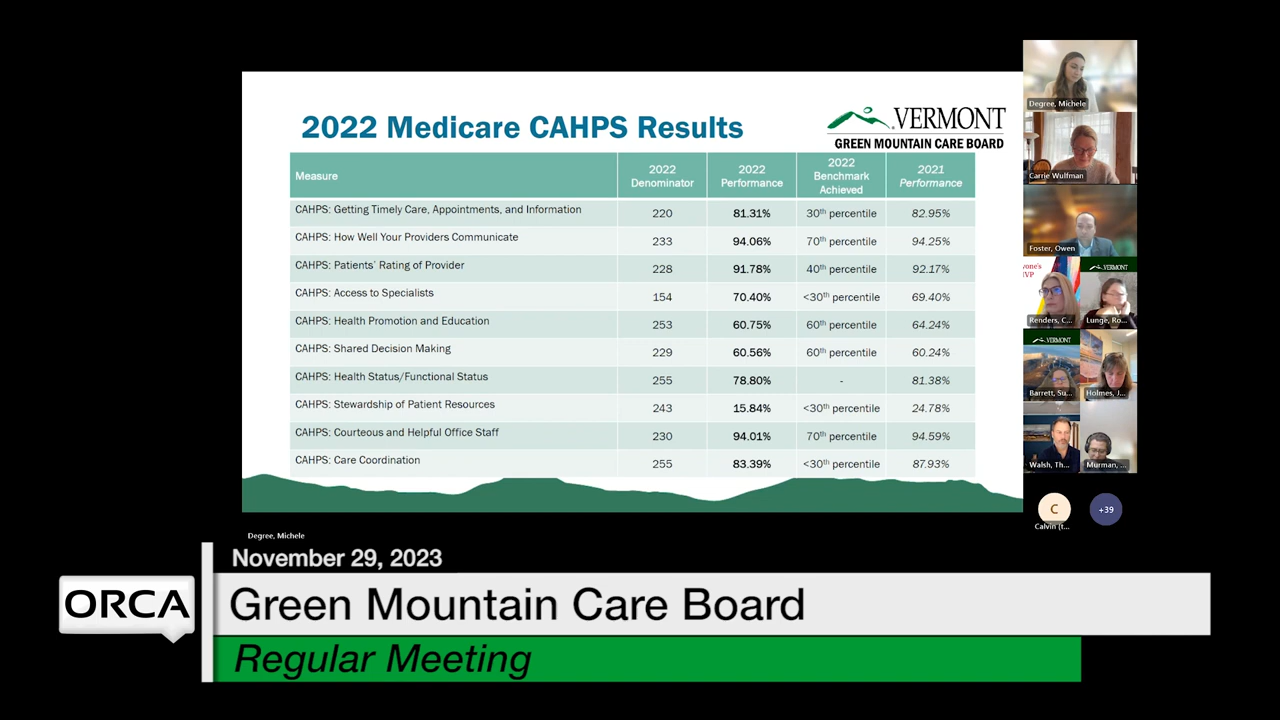 2022 Medicare CAHPS Results
VERMONT
GREEN MOUNTAIN CARE BOARD
Measure 2022 Denominator 2022 Performance 2022 Benchmark Achieved 2021 Performance
CAHPS: Getting Timely Care, Appointments, and Information 220 81.31% 30th percentile 82.95%
CAHPS: How Well Your Providers Communicate 233 94.06% 70th percentile 94.25%
CAHPS: Patients' Rating of Provider 228 91.78% 40th percentile 92.17%
CAHPS: Access to Specialists 154 70.40% <30th percentile 69.40%
CAHPS: Health Promotion and Education 253 60.75% 60th percentile 64.24%
CAHPS: Shared Decision Making 229 60.56% 60th percentile 60.24%
CAHPS: Health Status/Functional Status 255 78.80% - 81.38%
CAHPS: Stewardship of Patient Resources 243 15.84% <30th percentile 24.78%
CAHPS: Courteous and Helpful Office Staff 230 94.01% 70th percentile 94.59%
CAHPS: Care Coordination 255 83.39% <30th percentile 87.93%
Degree, Michele
Carrie Wulfman
Foster, Owen
VERMONT
Renders, C...
Lunge, Ro...
VERMONT
Barrett, Su...
Holmes, J...
Walsh, Th...
Murman, ...
C
+39
Calvin (t...
Degree, Michele
November 29, 2023
ORCA
Green Mountain Care Board
Regular Meeting